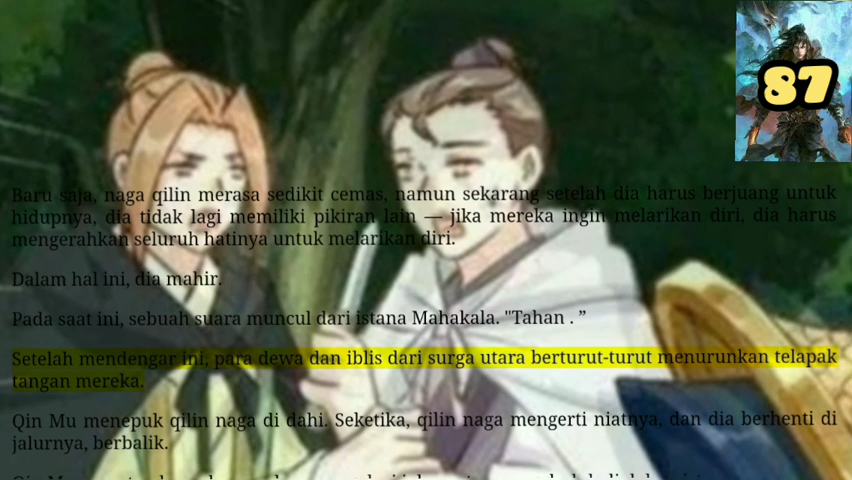 87
Baru saja, naga qilin merasa sedikit cemas, namun sekarang setelah dia harus berjuang untuk
hidupnya, dia tidak lagi memiliki pikiran lain — jika mereka ingin melarikan diri, dia harus
mengerahkan seluruh hatinya untuk melarikan diri.
Dalam hal ini, dia mahir.
Pada saat ini, sebuah suara muncul dari istana Mahakala. "Tahan . ”
Setelah mendengar ini, para dewa dan iblis dari surga utara berturut-turut menurunkan telapak
tangan mereka.
Qin Mu menepuk qilin naga di dahi. Seketika, qilin naga mengerti niatnya, dan dia berhenti di
jalurnya, berbalik.